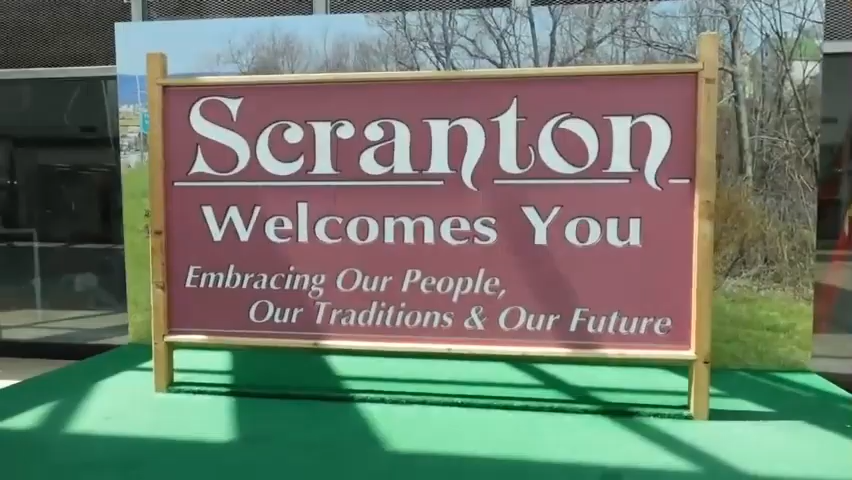 Scranton
Welcomes You
Embracing Our People,
Our Traditions & Our Future